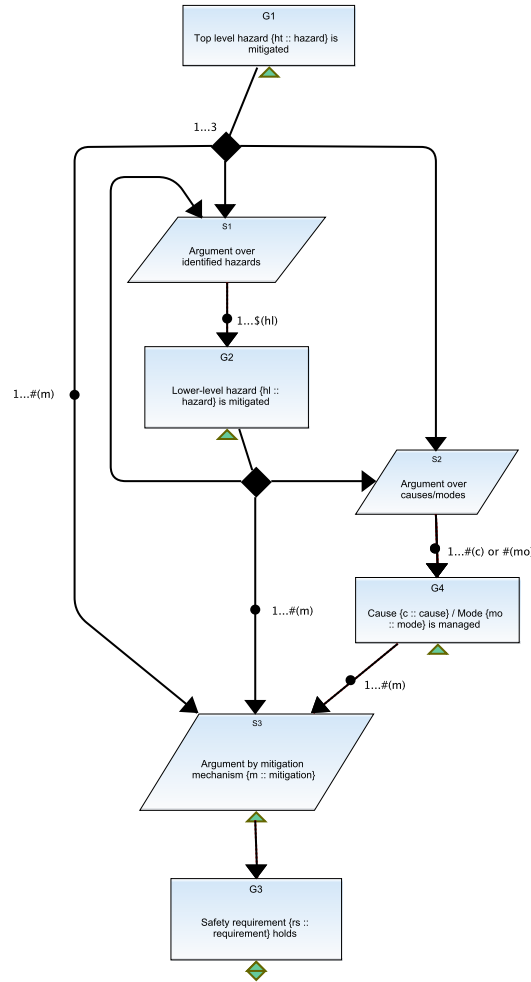 G1
Top level hazard {ht :: hazard} is
mitigated
1...3
S1
Argument over
identified hazards
1...$(hl)
G2
Lower-level hazard {hl ::
hazard} is mitigated
1...#(m)
S2
Argument over
causes/modes
1...#(c) or #(mo)
G4
Cause {c :: cause} / Mode {mo
:: mode} is managed
1...#(m)
1...#(m)
S3
Argument by mitigation
mechanism {m :: mitigation}
G3
Safety requirement {rs ::
requirement} holds